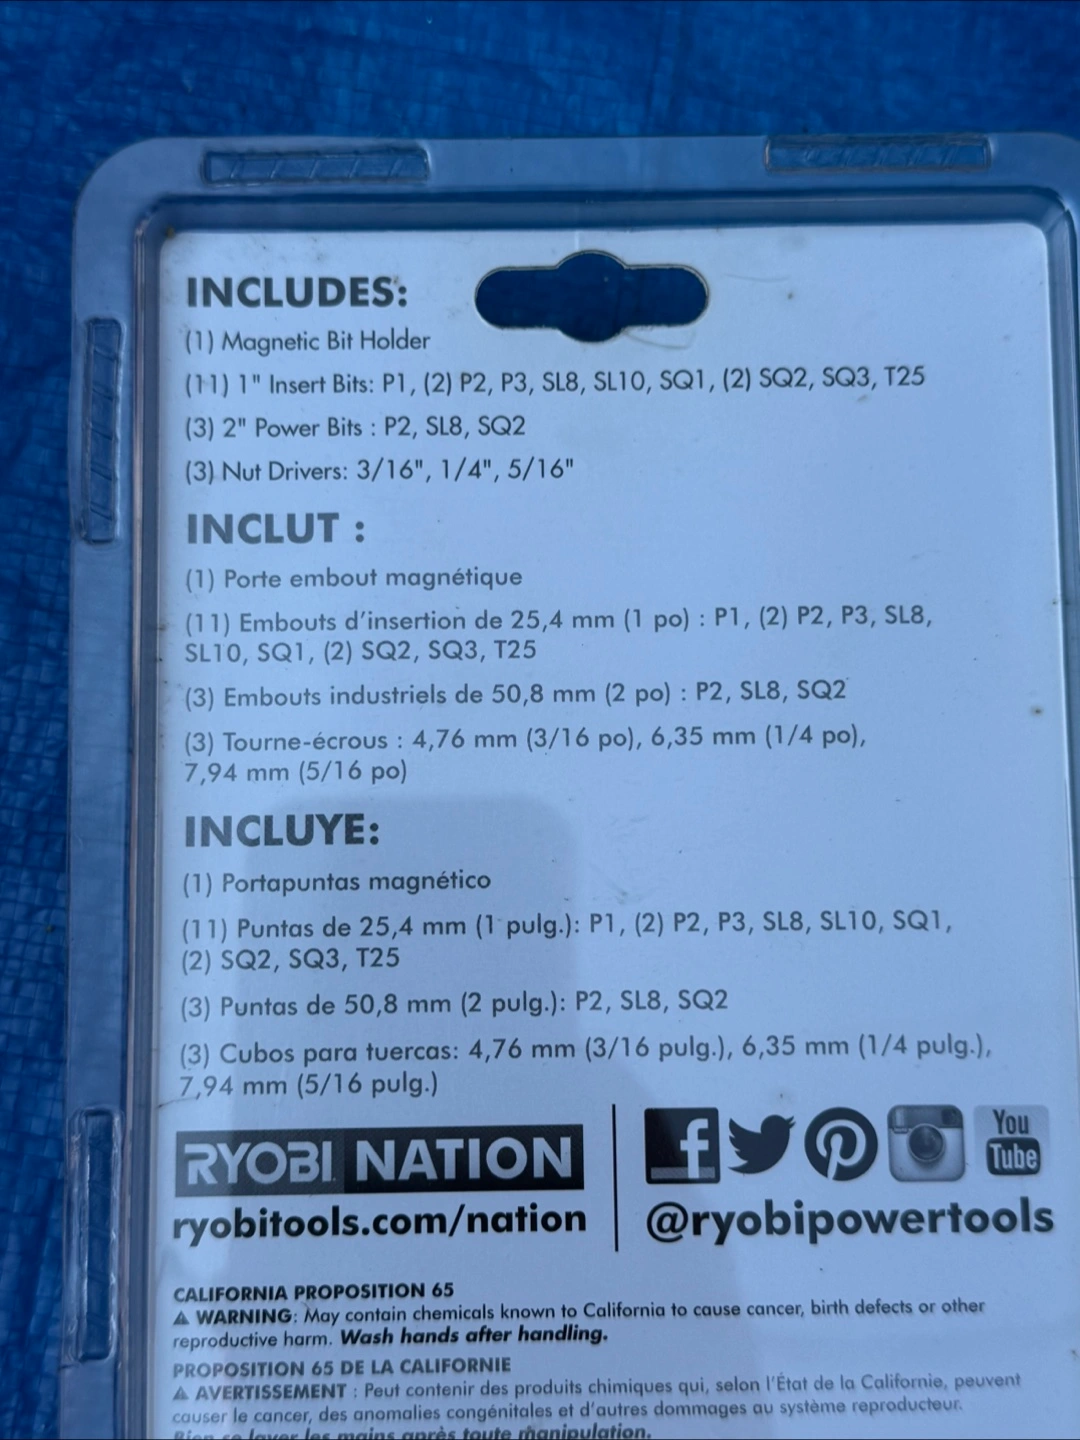 INCLUDES:
(1) Magnetic Bit Holder
(11) 1" Insert Bits: P1, (2) P2, P3, SL8, SL10, SQ1, (2) SQ2, SQ3, T25
(3) 2" Power Bits : P2, SL8, SQ2
(3) Nut Drivers: 3/16", 1/4", 5/16"
INCLUT :
(1) Porte embout magnétique
(11) Embouts d'insertion de 25,4 mm (1 po) : P1, (2) P2, P3, SL8,
SL10, SQ1, (2) SQ2, SQ3, T25
(3) Embouts industriels de 50,8 mm (2 po) : P2, SL8, SQ2
(3) Tourne-écrous : 4,76 mm (3/16 po), 6,35 mm (1/4 po),
7,94 mm (5/16 po)
INCLUYE:
(1) Portapuntas magnético
(11) Puntas de 25,4 mm (1 pulg.): P1, (2) P2, P3, SL8, SL10, SQ1,
(2) SQ2, SQ3, T25
(3) Puntas de 50,8 mm (2 pulg.): P2, SL8, SQ2
(3) Cubos para tuercas: 4,76 mm (3/16 pulg.), 6,35 mm (1/4 pulg.),
7,94 mm (5/16 pulg.)
RYOBI NATION
ryobitools.com/nation
f You Tube
@ryobipowertools
CALIFORNIA PROPOSITION 65
⚠ WARNING: May contain chemicals known to California to cause cancer, birth defects or other
reproductive harm. Wash hands after handling.
PROPOSITION 65 DE LA CALIFORNIE
⚠ AVERTISSEMENT : Peut contenir des produits chimiques qui, selon l'État de la Californie, peuvent
causer le cancer, des anomalies congénitales et d'autres dommages au système reproducteur.
Bien se laver les mains après toute manipulation.